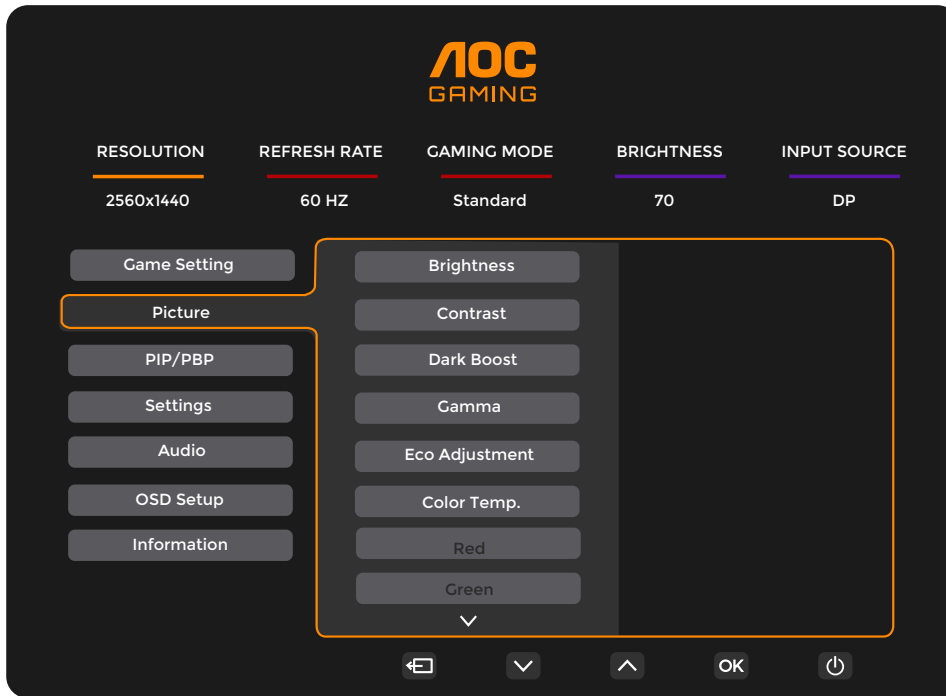 AOC
GAMING
RESOLUTION REFRESH RATE GAMING MODE BRIGHTNESS INPUT SOURCE
2560x1440 60 HZ Standard 70 DP
Game Setting
Picture
PIP/PBP
Settings
Audio
OSD Setup
Information
Brightness
Contrast
Dark Boost
Gamma
Eco Adjustment
Color Temp.
Red
Green
OK